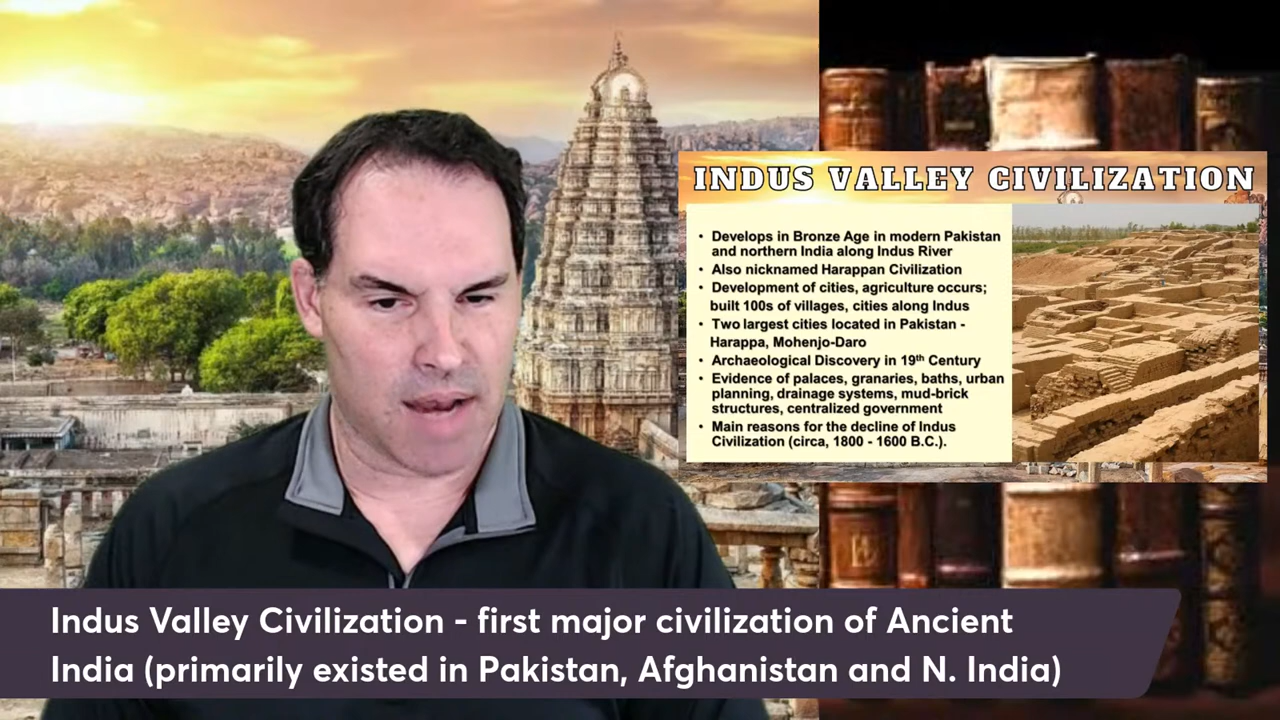 INDUS VALLEY CIVILIZATION
• Develops in Bronze Age in modern Pakistan
and northern India along Indus River
• Also nicknamed Harappan Civilization
• Development of cities, agriculture occurs;
built 100s of villages, cities along Indus
• Two largest cities located in Pakistan -
Harappa, Mohenjo-Daro
• Archaeological Discovery in 19th Century
• Evidence of palaces, granaries, baths, urban
planning, drainage systems, mud-brick
structures, centralized government
• Main reasons for the decline of Indus
Civilization (circa, 1800 - 1600 B.C.).
Indus Valley Civilization - first major civilization of Ancient
India (primarily existed in Pakistan, Afghanistan and N. India)